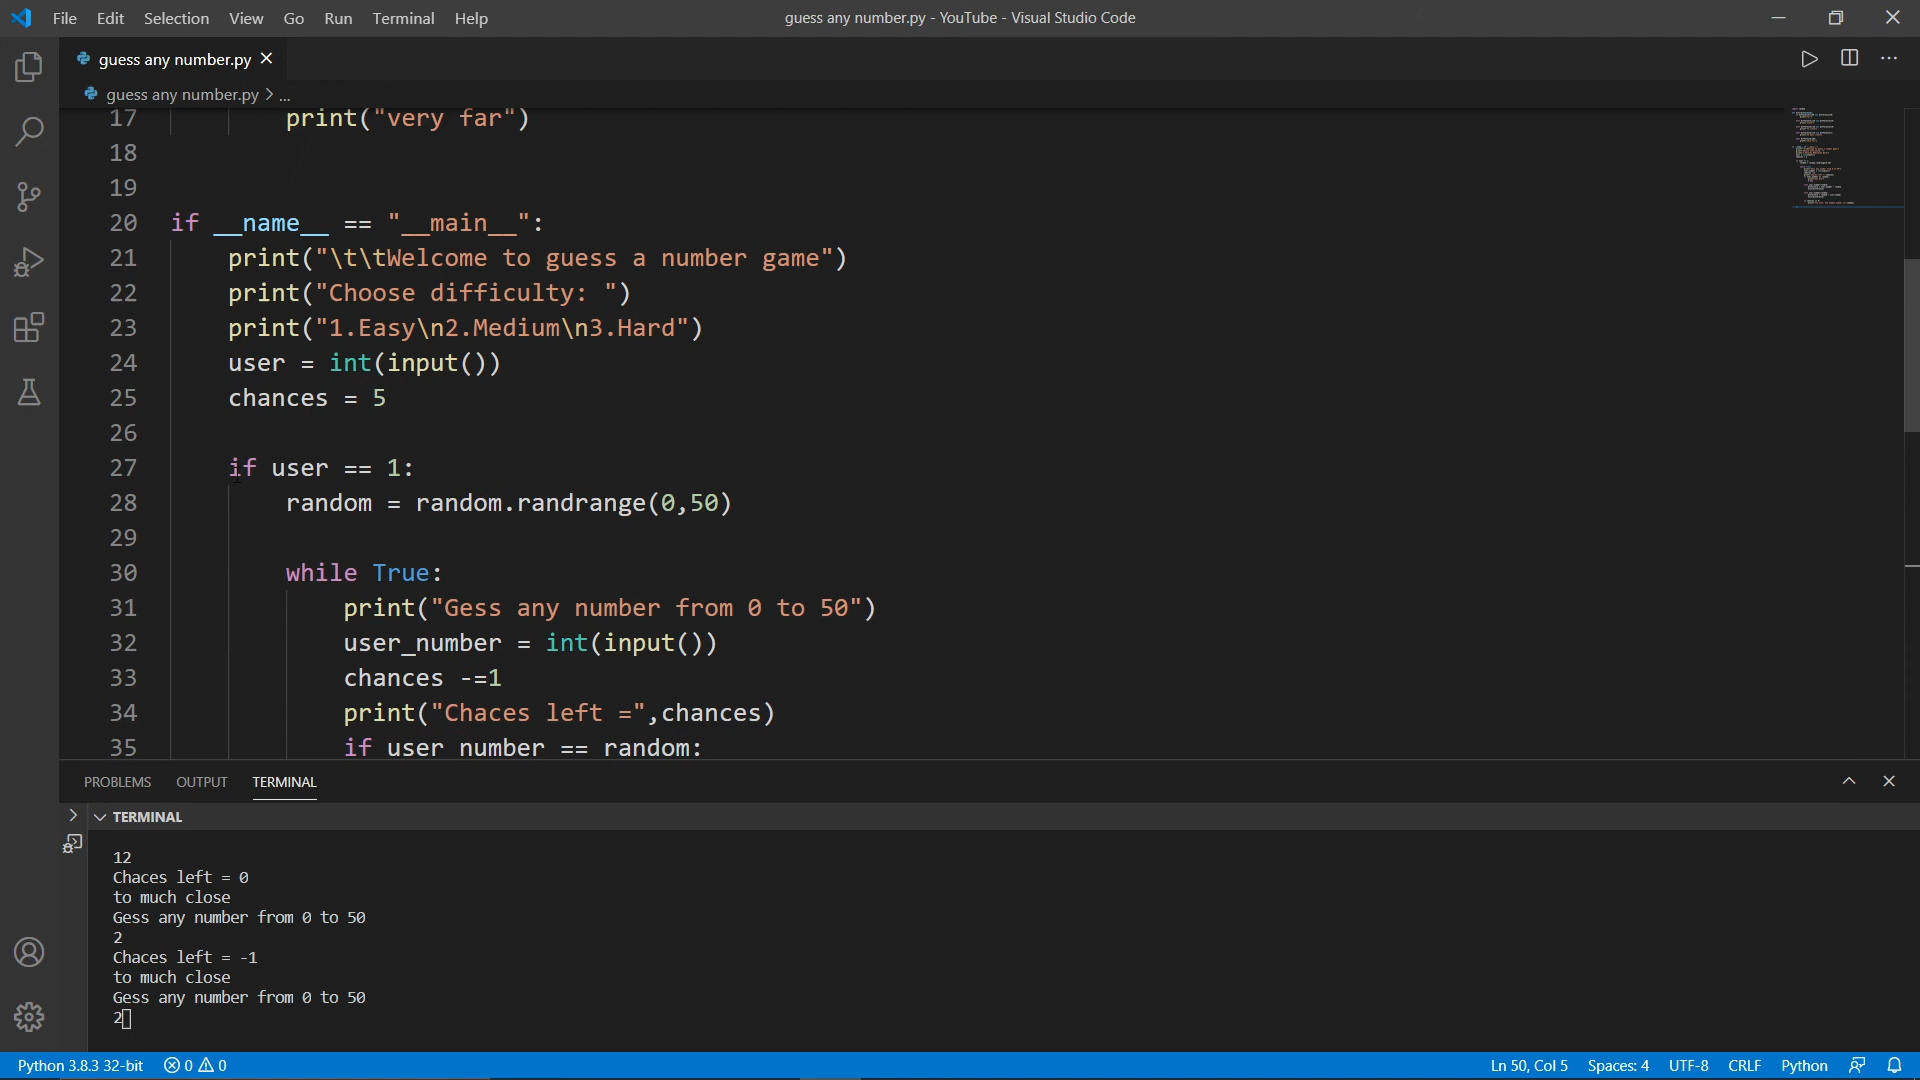 File Edit Selection View Go Run Terminal Help
guess any number.py - YouTube - Visual Studio Code
guess any number.py
guess any number.py > ...
17 print("very far")
18
19
20 if __name__ == "__main__":
21 print("\t\tWelcome to guess a number game")
22 print("Choose difficulty: ")
23 print("1.Easy\n2.Medium\n3.Hard")
24 user = int(input())
25 chances = 5
26
27 if user == 1:
28 random = random.randrange(0,50)
29
30 while True:
31 print("Gess any number from 0 to 50")
32 user_number = int(input())
33 chances -=1
34 print("Chaces left =",chances)
35 if user number == random:
PROBLEMS OUTPUT TERMINAL
TERMINAL
12
Chaces left = 0
to much close
Gess any number from 0 to 50
2
Chaces left = -1
to much close
Gess any number from 0 to 50
2
Python 3.8.3 32-bit 0 0 Ln 50, Col 5 Spaces: 4 UTF-8 CRLF Python